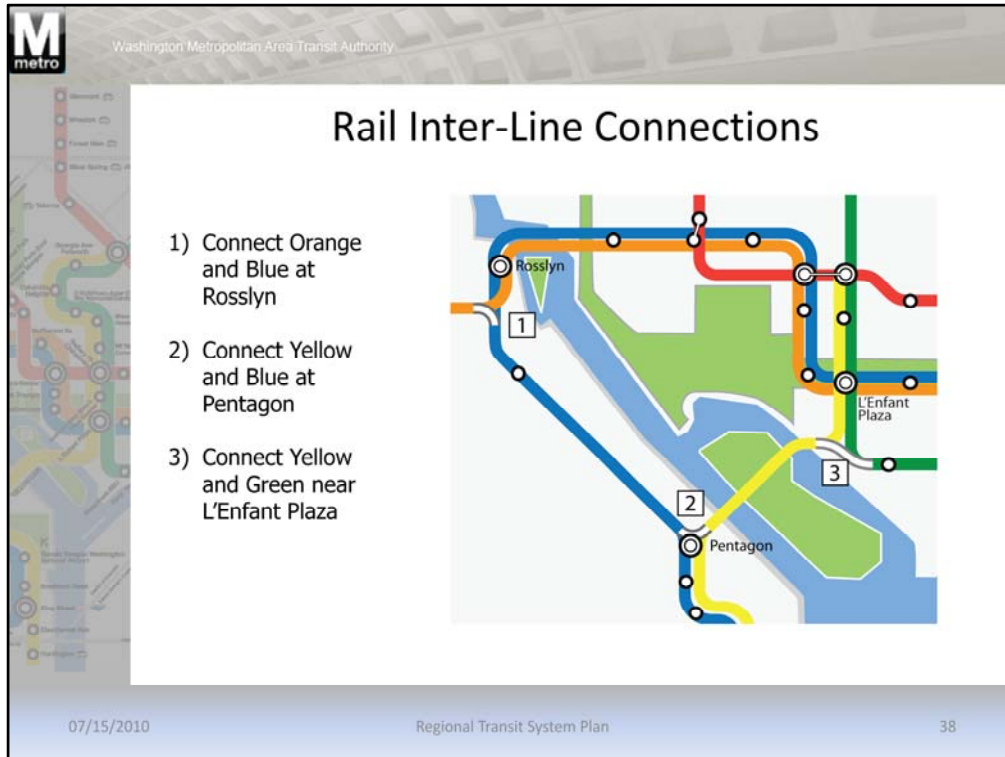 M
metro
Washington Metropolitan Area Transit Authority
Rail Inter-Line Connections
1) Connect Orange
and Blue at
Rosslyn
2) Connect Yellow
and Blue at
Pentagon
3) Connect Yellow
and Green near
L'Enfant Plaza
Rosslyn
1
L'Enfant
Plaza
3
2
Pentagon
07/15/2010
Regional Transit System Plan
38